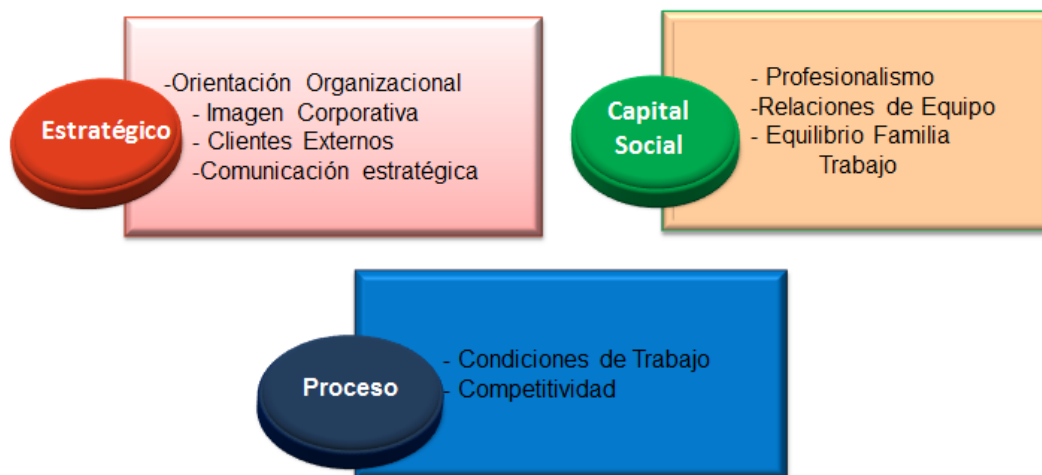 Estratégico
-Orientación Organizacional
- Imagen Corporativa
- Clientes Externos
-Comunicación estratégica
Capital
Social
- Profesionalismo
-Relaciones de Equipo
- Equilibrio Familia
Trabajo
Proceso
- Condiciones de Trabajo
- Competitividad